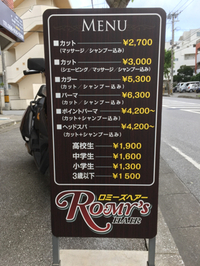 MENU
■カット ¥2,700
(マッサージ/シャンプー込み)
■カット ¥3,000
(シェービング/マッサージ/シャンプー込み)
■カラー ¥5,300
(カット/シャンプー込み)
■パーマ ¥6,300
(カット/シャンプー込み)
■ポイントパーマ ¥4,200~
(カット+シャンプー込み)
■ヘッドスパ ¥4,200~
(カット+シャンプー込み)
高校生 ¥1,900
中学生 ¥1,600
小学生 ¥1,300
3歳以下 ¥1500
ロミーズヘアー
ROMY'S
HAIR